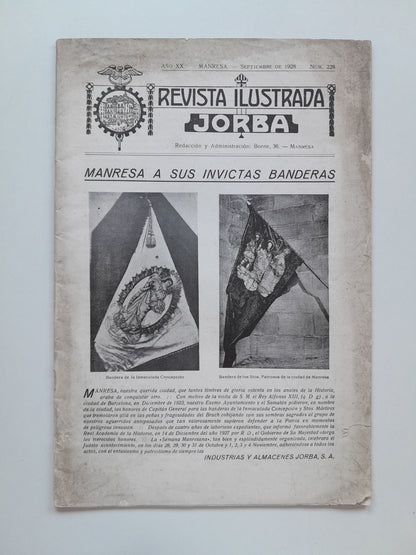 AÑO XX. — MANRESA. — SEPTIEMBRE DE 1928 NÚM. 228
REVISTA ILUSTRADA
JORBA
Redacción y Administración: Borne, 36. — MANRESA
MANRESA A SUS INVICTAS BANDERAS
Bandera de la Inmaculada Concepción
Bandera de los Stos. Patronos de la ciudad de Manresa
MANRESA, nuestra querida ciudad, que tantos timbres de gloria ostenta en los anales de la Historia,
acaba de conquistar otro. :: Con motivo de la visita de S. M. el Rey Alfonso XIII, (q. D. g), a la
ciudad de Barcelona, en Diciembre de 1923, nuestro Excmo. Ayuntamiento y el Somatén pidieron, en nombre
de la ciudad, los honores de Capitán General para las banderas de la Inmaculada Concepción y Stos. Mártires
que tremolaron allá en las peñas y fragosidades del Bruch cobijando con sus sombras sagradas al grupo de
nuestros aguerridos antepasados que tan valerosamente supieron defender a la Patria en momentos
de peligrosa invasión. :: Después de cuatro años de laborioso expediente, que informó favorablemente la
Real Academia de la Historia, en 14 de Diciembre del año 1927 por R. D., el Gobierno de Su Majestad otorga
los merecidos honores. :: La «Semana Manresana», tan bien y espléndidamente organizada, celebrará el
fausto acontecimiento, en los días 28, 29, 30 y 31 de Octubre y 1, 2, 3 y 4 Noviembre, adhiriéndose a todos los
actos, con el entusiasmo y patriotismo de siempre las
INDUSTRIAS Y ALMACENES JORBA, S. A.